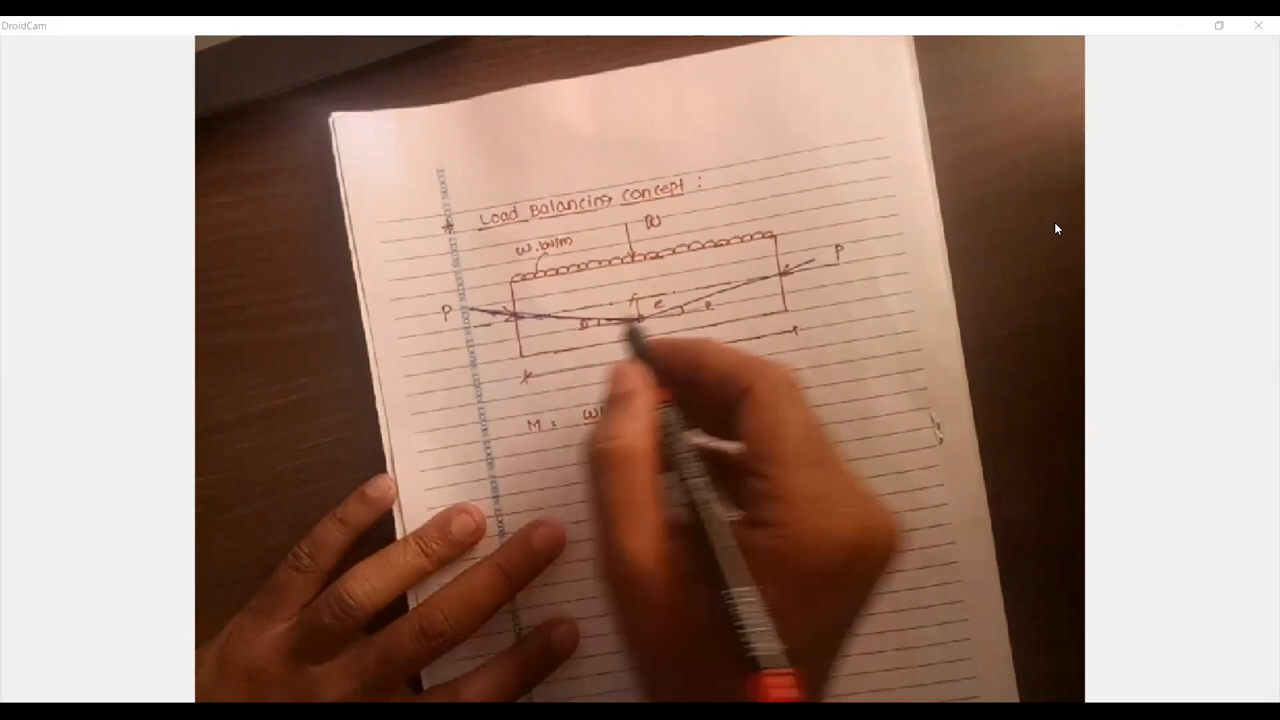 DroidCam
* Load Balancing Concept :
W. kN/m
W
P
P
e
M =